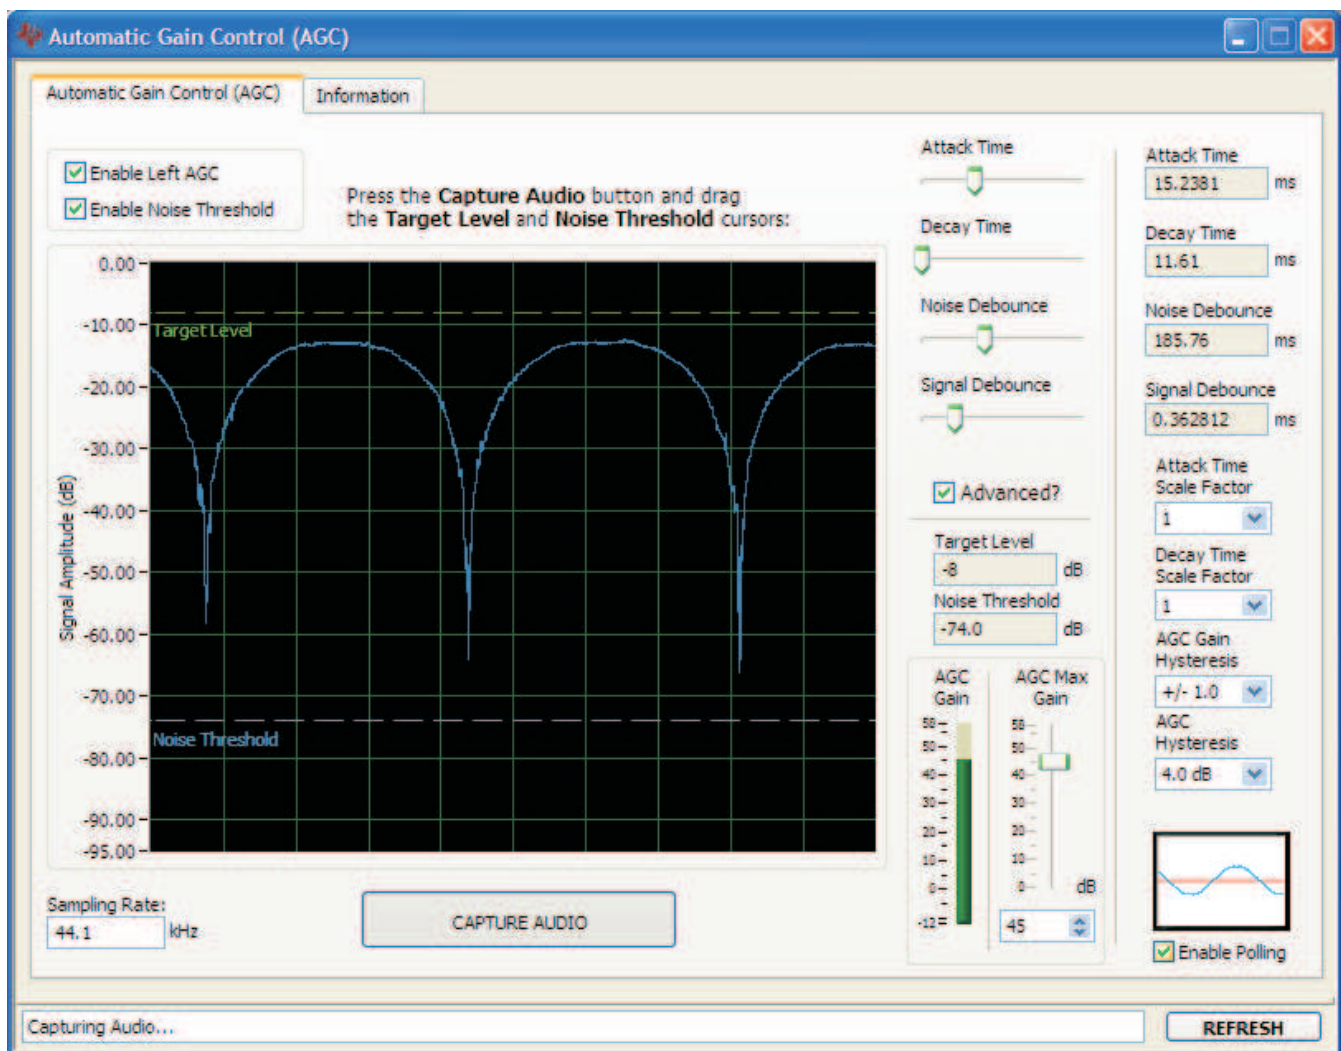 Automatic Gain Control (AGC)
Automatic Gain Control (AGC)
Information
Enable Left AGC
Enable Noise Threshold
Press the Capture Audio button and drag
the Target Level and Noise Threshold cursors:
Signal Amplitude (dB)
0.00
-10.00
-20.00
-30.00
-40.00
-50.00
-60.00
-70.00
-80.00
-90.00
-95.00
Target Level
Noise Threshold
Sampling Rate:
44.1 kHz
CAPTURE AUDIO
Attack Time
Decay Time
Noise Debounce
Signal Debounce
Advanced?
Target Level
-8 dB
Noise Threshold
-74.0 dB
AGC
Gain
58
50
40
30
20
10
0
-12
AGC Max
Gain
58
50
40
30
20
10
0
dB
45
Attack Time
15.2381 ms
Decay Time
11.61 ms
Noise Debounce
185.76 ms
Signal Debounce
0.362812 ms
Attack Time
Scale Factor
1
Decay Time
Scale Factor
1
AGC Gain
Hysteresis
+/- 1.0
AGC
Hysteresis
4.0 dB
Enable Polling
Capturing Audio...
REFRESH